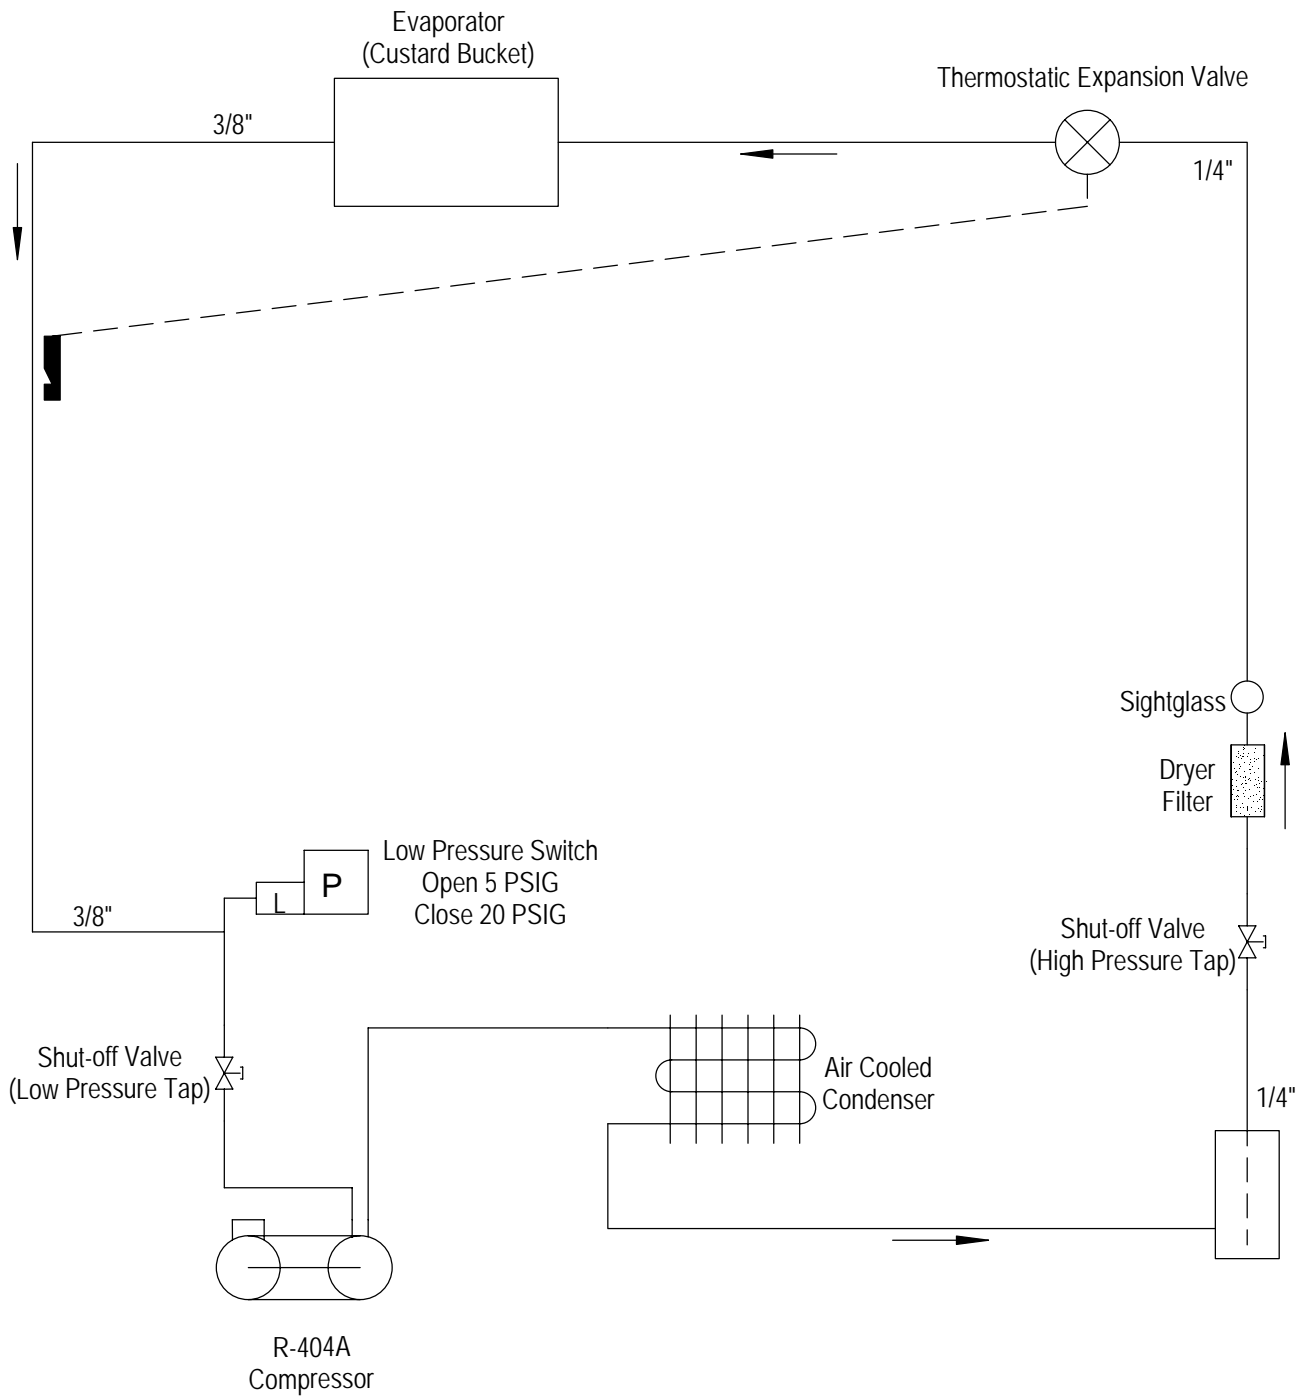 Evaporator
(Custard Bucket)
Thermostatic Expansion Valve
3/8"
1/4"
Sightglass
Dryer
Filter
Low Pressure Switch
Open 5 PSIG
Close 20 PSIG
P
L
3/8"
Shut-off Valve
(High Pressure Tap)
Shut-off Valve
(Low Pressure Tap)
Air Cooled
Condenser
1/4"
R-404A
Compressor